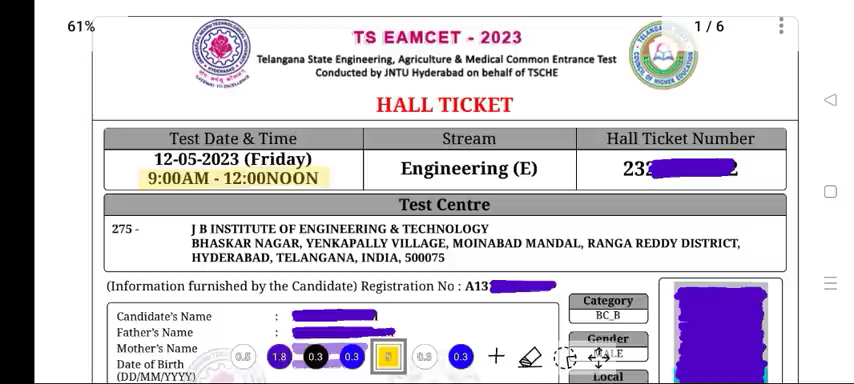 61%
1 / 6
TS EAMCET - 2023
Telangana State Engineering, Agriculture & Medical Common Entrance Test
Conducted by JNTU Hyderabad on behalf of TSCHE
HALL TICKET
Test Date & Time Stream Hall Ticket Number
12-05-2023 (Friday)
9:00AM - 12:00NOON
Engineering (E)
232 2
Test Centre
275 - J B INSTITUTE OF ENGINEERING & TECHNOLOGY
BHASKAR NAGAR, YENKAPALLY VILLAGE, MOINABAD MANDAL, RANGA REDDY DISTRICT,
HYDERABAD, TELANGANA, INDIA, 500075
(Information furnished by the Candidate) Registration No : A13
Candidate's Name :
Father's Name :
Mother's Name :
Date of Birth
(DD/MM/YYYY)
Category
BC_B
Gender
MALE
Local
0.5 1.8 0.3 0.3 5 0.3 0.3